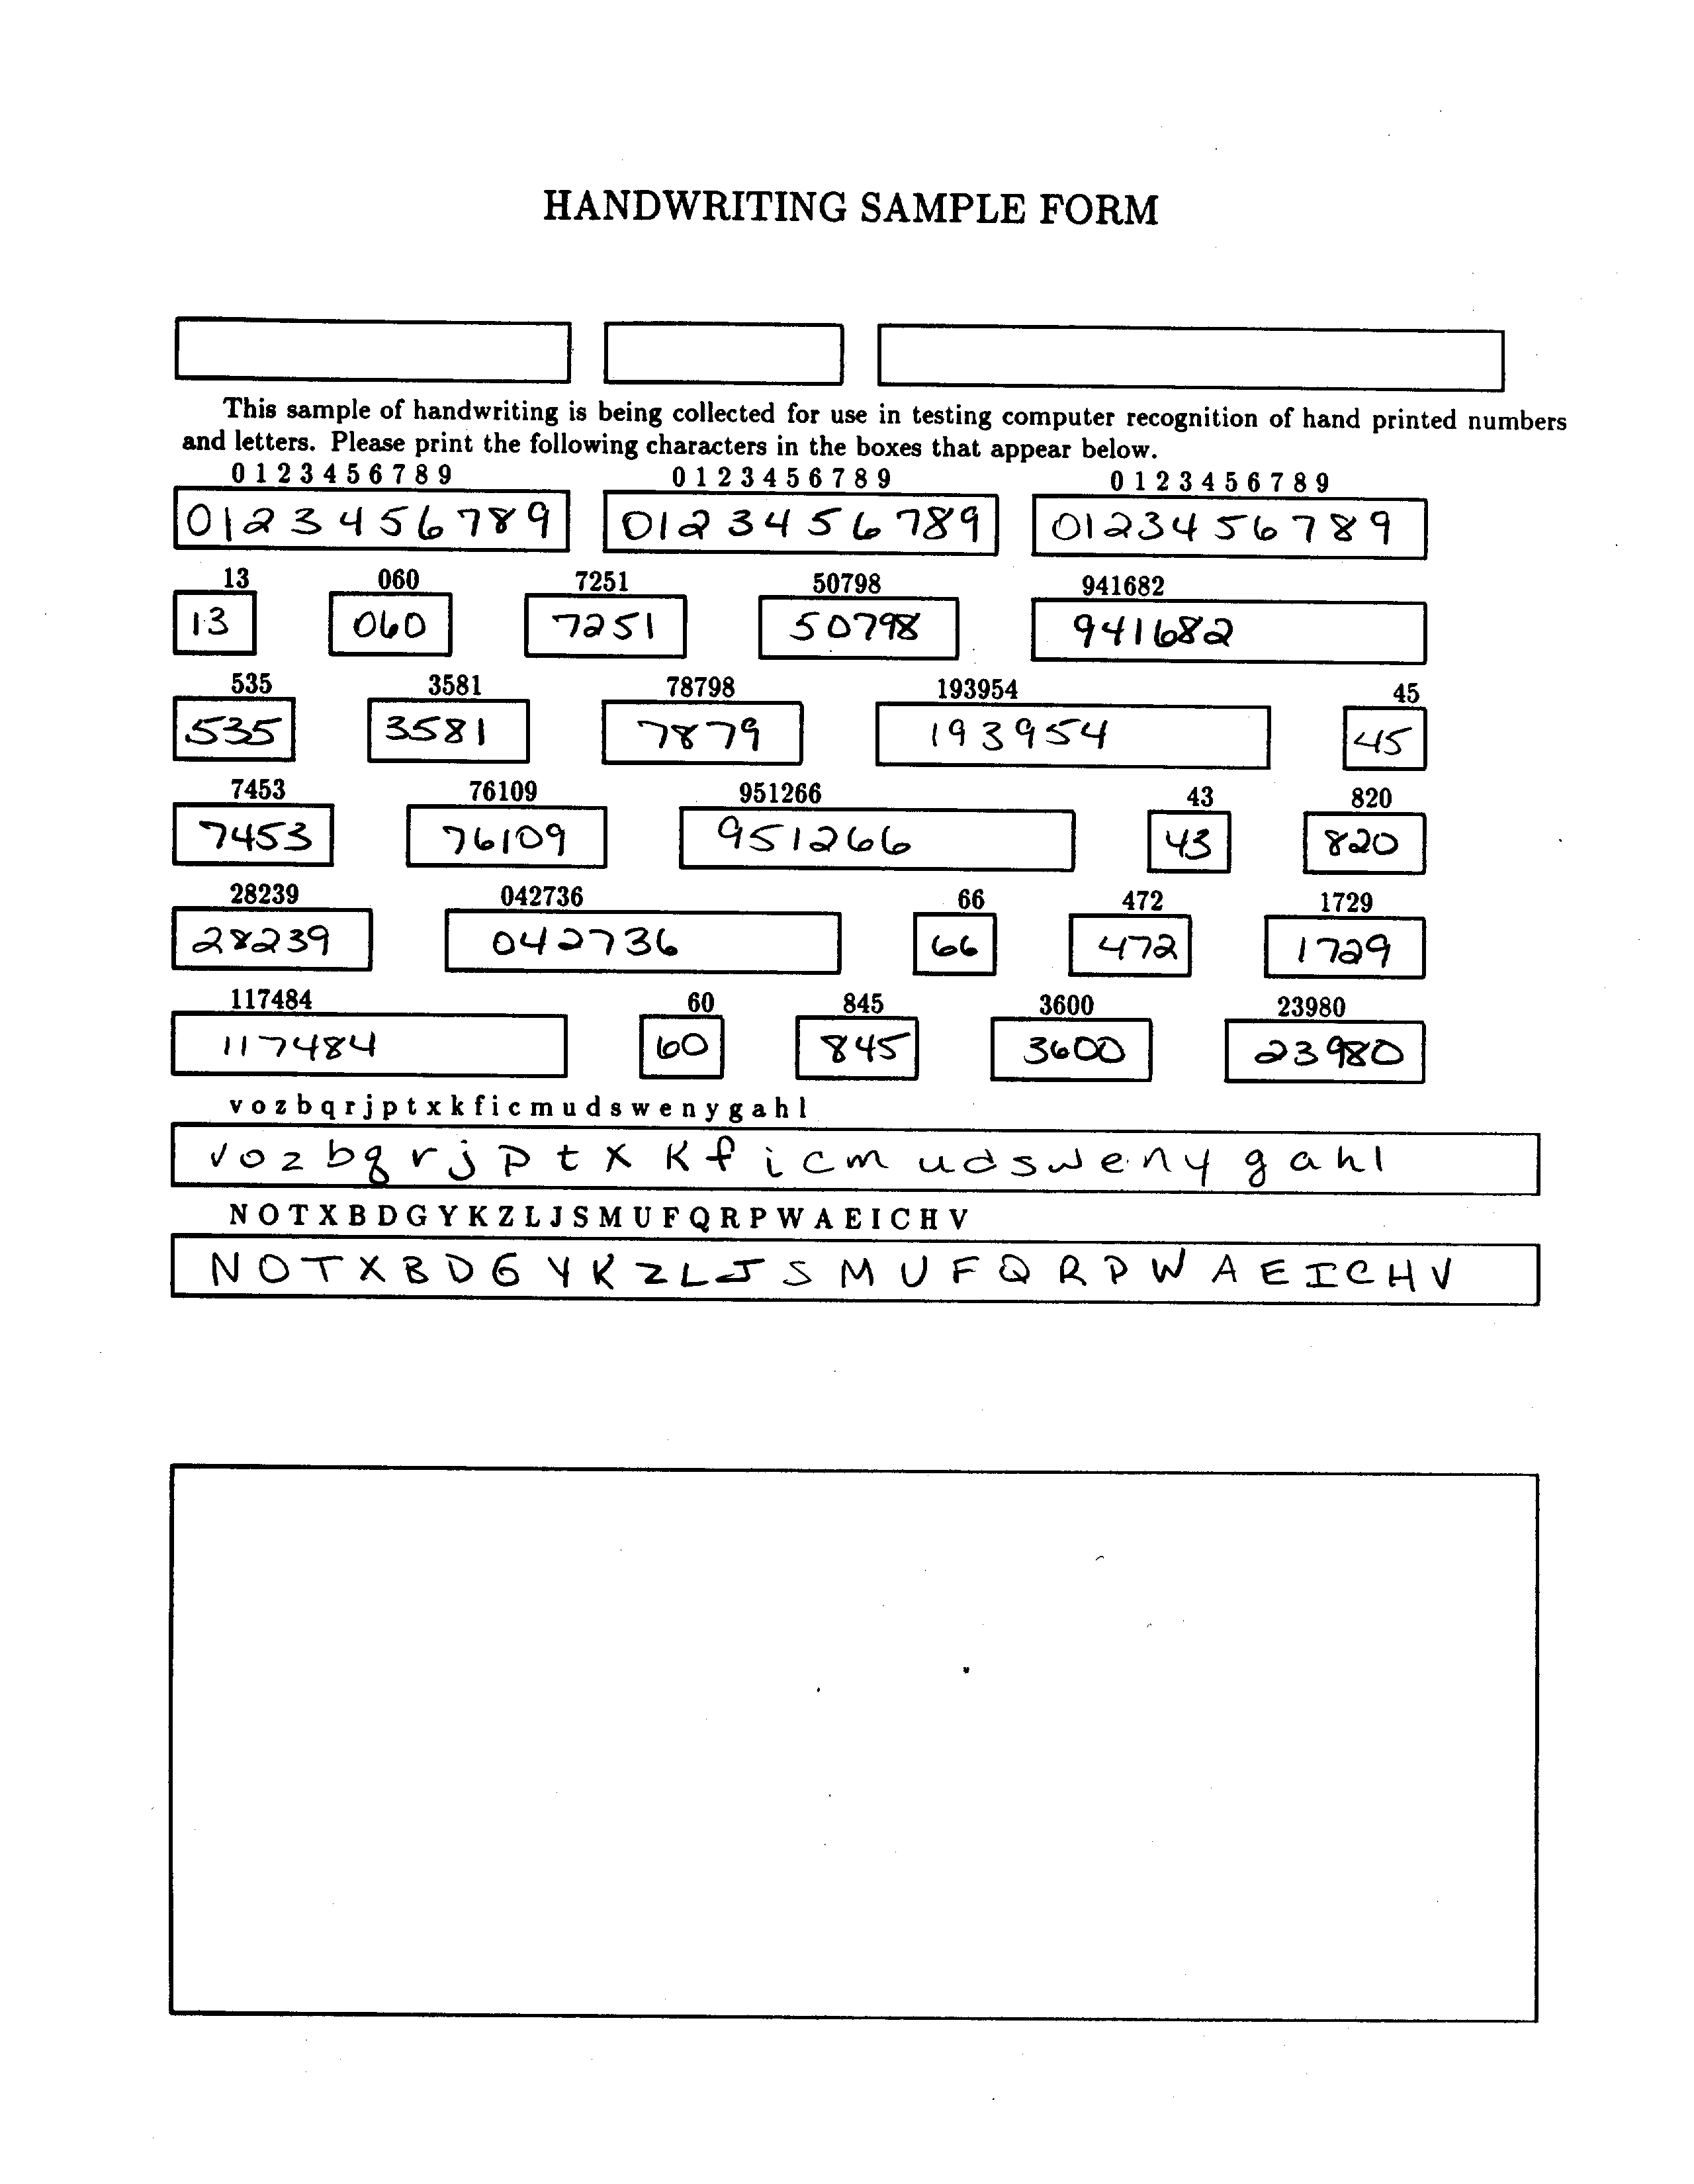 HANDWRITING SAMPLE FORM
This sample of handwriting is being collected for use in testing computer recognition of hand printed numbers
and letters. Please print the following characters in the boxes that appear below.
0 1 2 3 4 5 6 7 8 9 0 1 2 3 4 5 6 7 8 9 0 1 2 3 4 5 6 7 8 9
0123456789 0123456789 0123456789
13 060 7251 50798 941682
13 060 7251 50798 941682
535 3581 78798 193954 45
535 3581 7879 193954 45
7453 76109 951266 43 820
7453 76109 951266 43 820
28239 042736 66 472 1729
28239 042736 66 472 1729
117484 60 845 3600 23980
117484 60 845 3600 23980
v o z b q r j p t x k f i c m u d s w e n y g a h l
v o z b q r j p t x k f i c m u d s w e n y g a h l
N O T X B D G Y K Z L J S M U F Q R P W A E I C H V
N O T X B D G Y K Z L J S M U F Q R P W A E I C H V